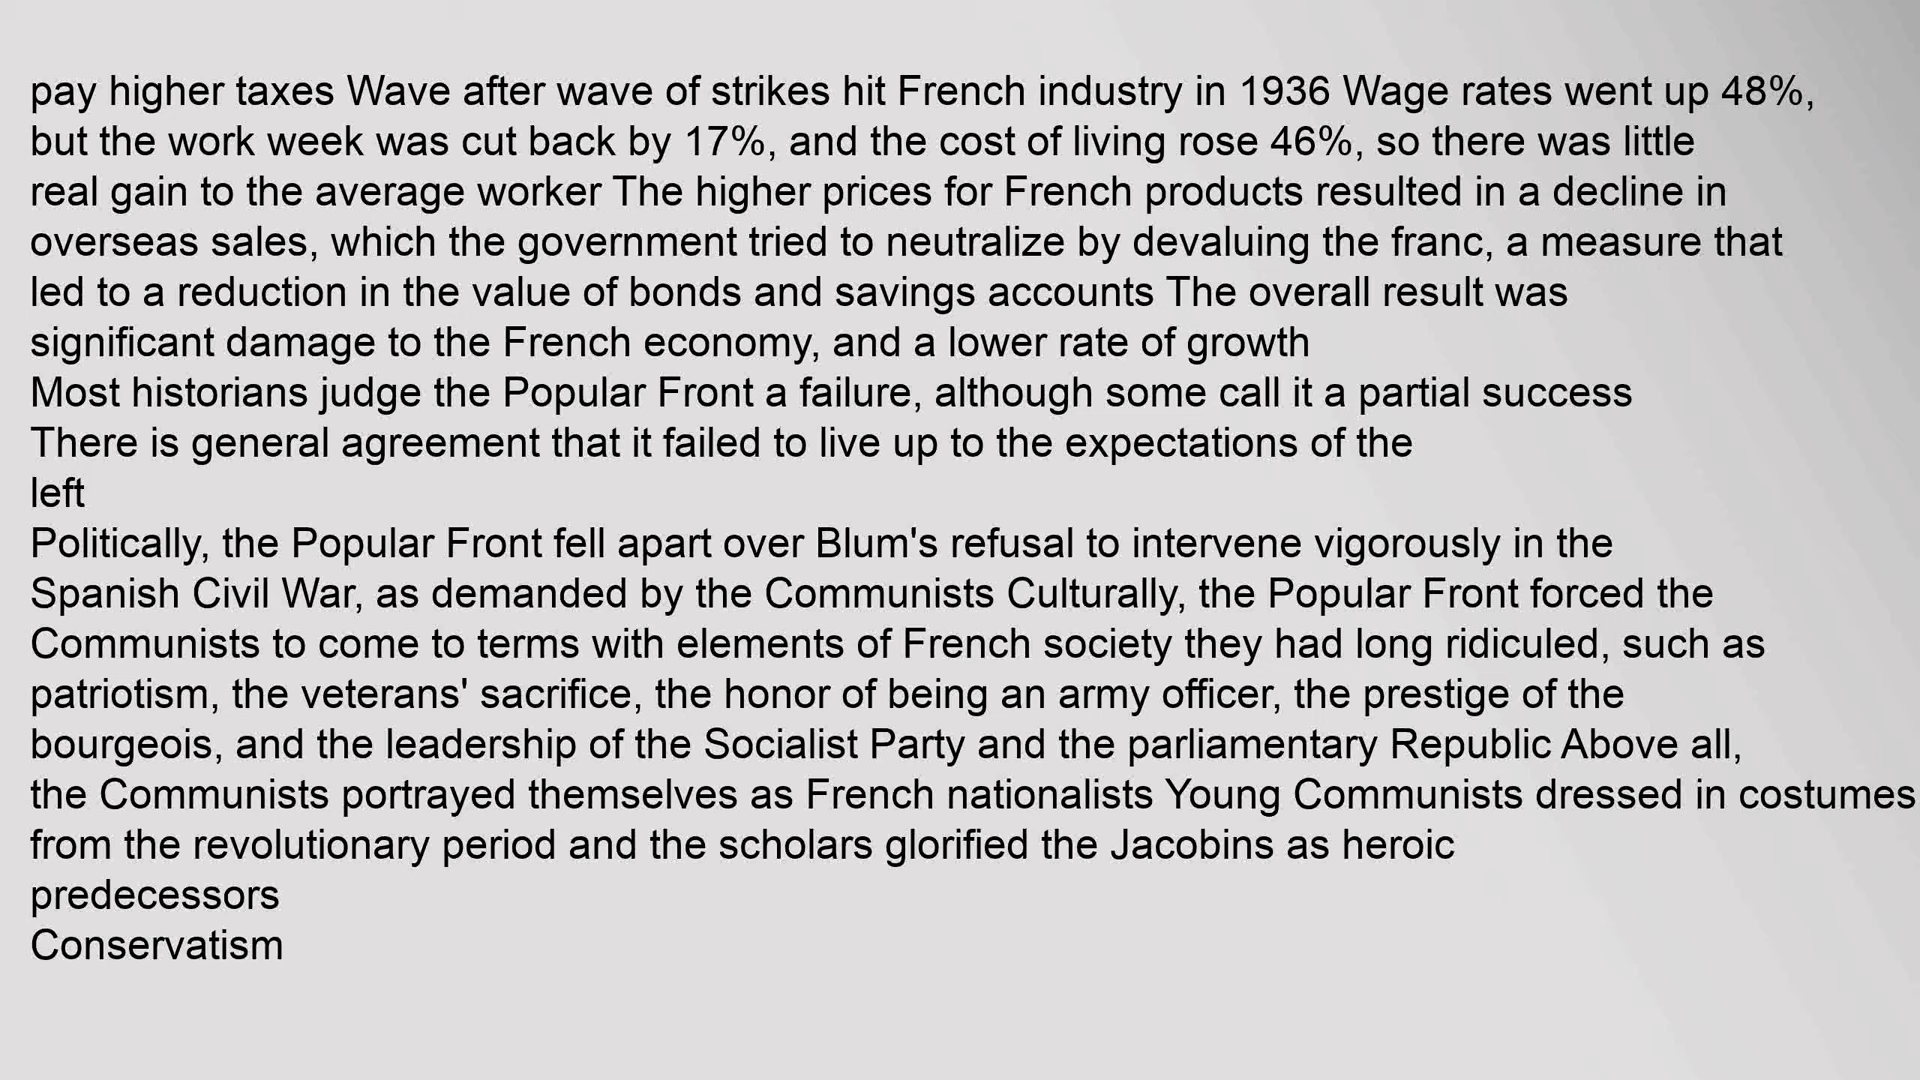 pay higher taxes Wave after wave of strikes hit French industry in 1936 Wage rates went up 48%,
but the work week was cut back by 17%, and the cost of living rose 46%, so there was little
real gain to the average worker The higher prices for French products resulted in a decline in
overseas sales, which the government tried to neutralize by devaluing the franc, a measure that
led to a reduction in the value of bonds and savings accounts The overall result was
significant damage to the French economy, and a lower rate of growth
Most historians judge the Popular Front a failure, although some call it a partial success
There is general agreement that it failed to live up to the expectations of the
left
Politically, the Popular Front fell apart over Blum's refusal to intervene vigorously in the
Spanish Civil War, as demanded by the Communists Culturally, the Popular Front forced the
Communists to come to terms with elements of French society they had long ridiculed, such as
patriotism, the veterans' sacrifice, the honor of being an army officer, the prestige of the
bourgeois, and the leadership of the Socialist Party and the parliamentary Republic Above all,
the Communists portrayed themselves as French nationalists Young Communists dressed in costumes
from the revolutionary period and the scholars glorified the Jacobins as heroic
predecessors
Conservatism